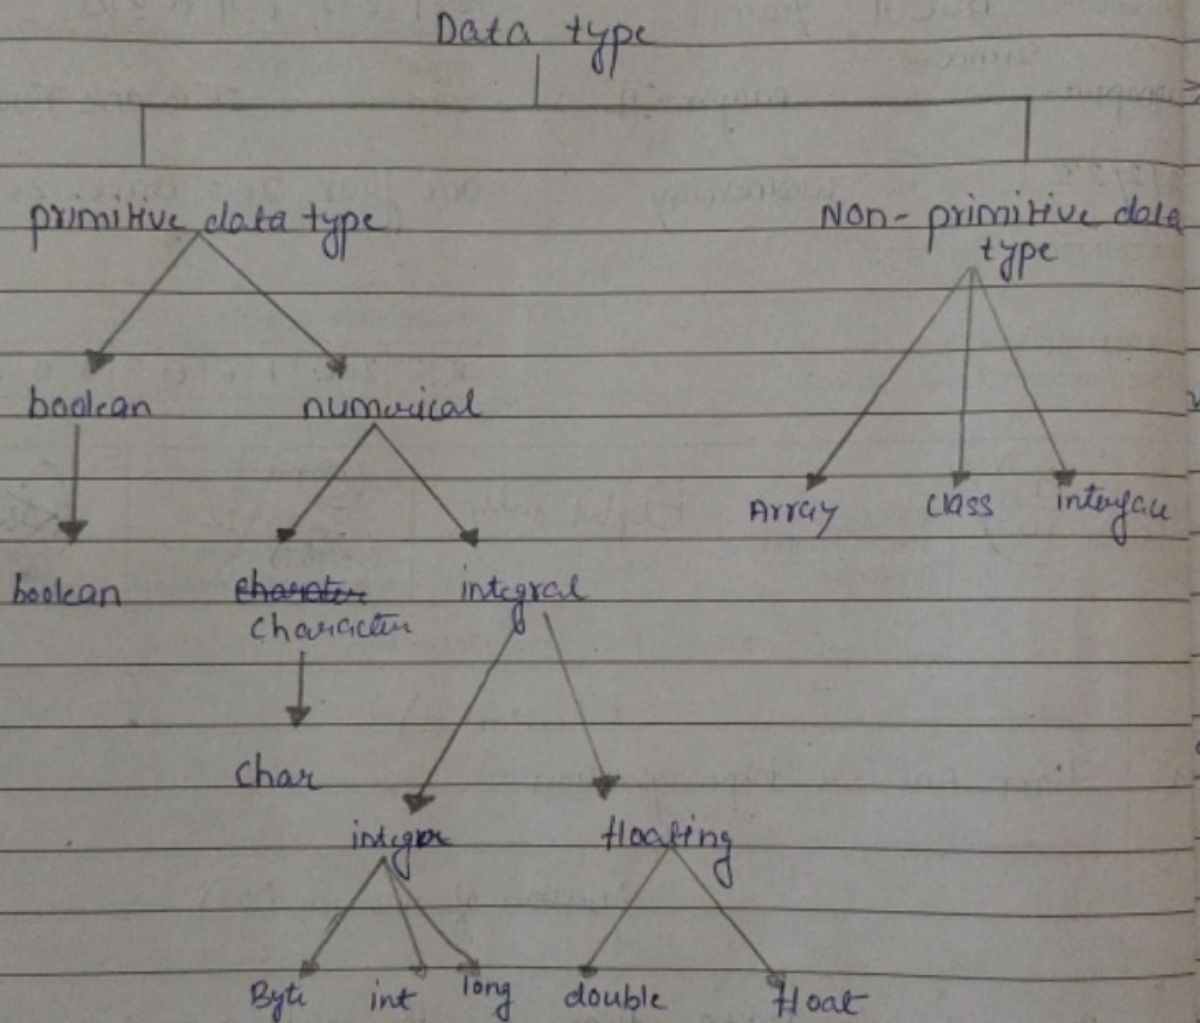 Data type
primitive data type
Non- primitive data
type
boolean numerical
Array class interface
boolean integral
character
char
integer floating
Byte int long double float